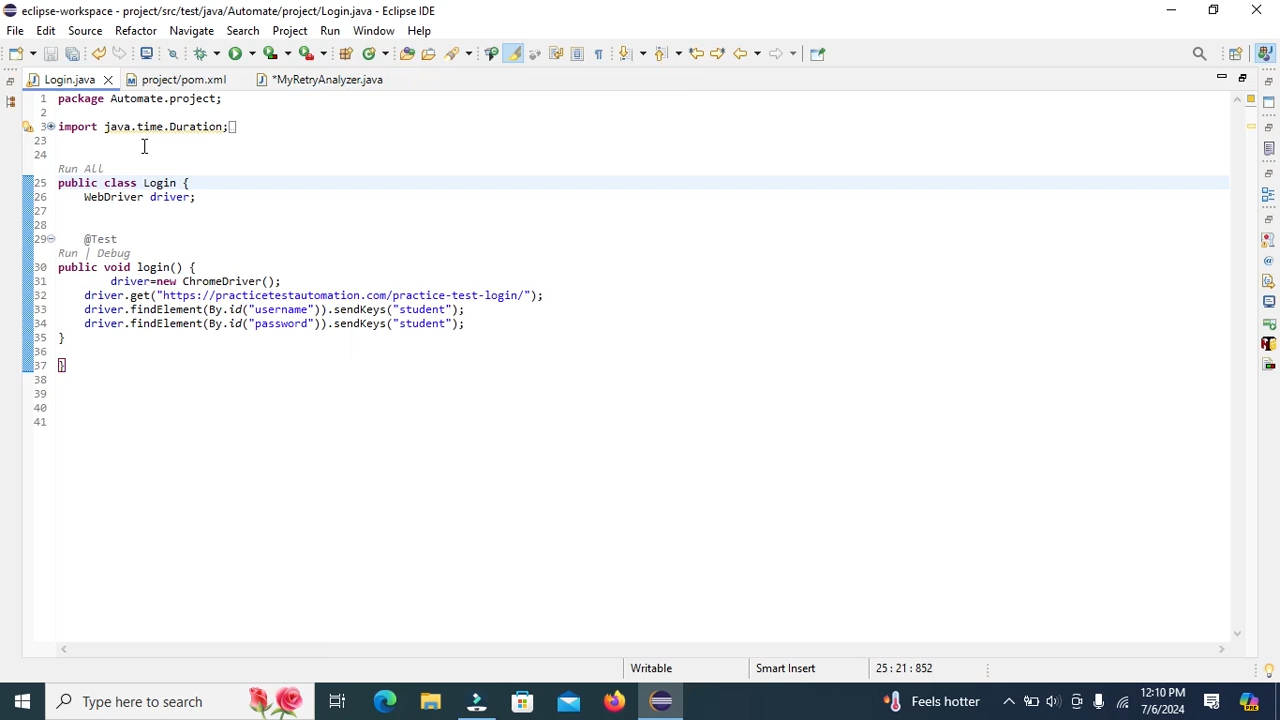 eclipse-workspace - project/src/test/java/Automate/project/Login.java - Eclipse IDE
File Edit Source Refactor Navigate Search Project Run Window Help
Login.java project/pom.xml *MyRetryAnalyzer.java
1 package Automate.project;
2
3 import java.time.Duration;
23
24
Run All
25 public class Login {
26 WebDriver driver;
27
28
29 @Test
Run | Debug
30 public void login() {
31 driver=new ChromeDriver();
32 driver.get("https://practicetestautomation.com/practice-test-login/");
33 driver.findElement(By.id("username")).sendKeys("student");
34 driver.findElement(By.id("password")).sendKeys("student");
35 }
36
37 }
38
39
40
41
Writable Smart Insert 25 : 21 : 852
Type here to search Feels hotter 12:10 PM
7/6/2024